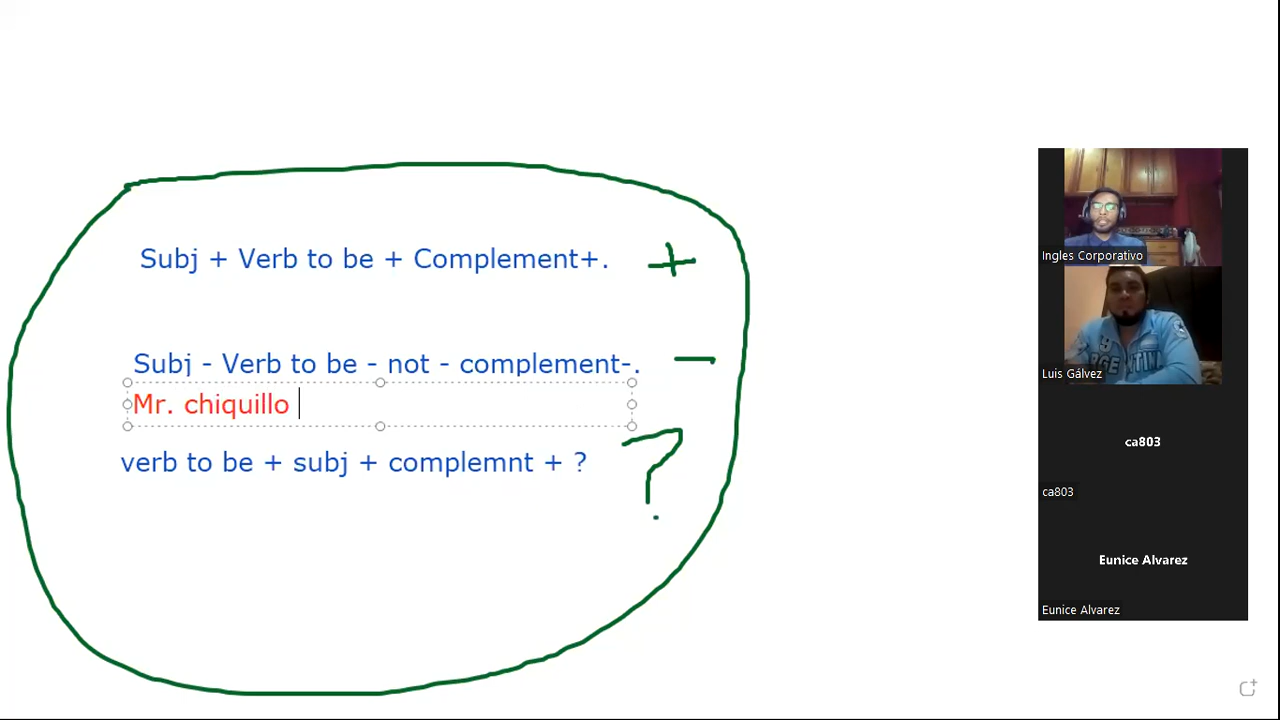 Subj + Verb to be + Complement+. +
Subj - Verb to be - not - complement-. -
Mr. chiquillo
verb to be + subj + complemnt + ? ?
Ingles Corporativo
Luis Gálvez
ca803
ca803
Eunice Alvarez
Eunice Alvarez